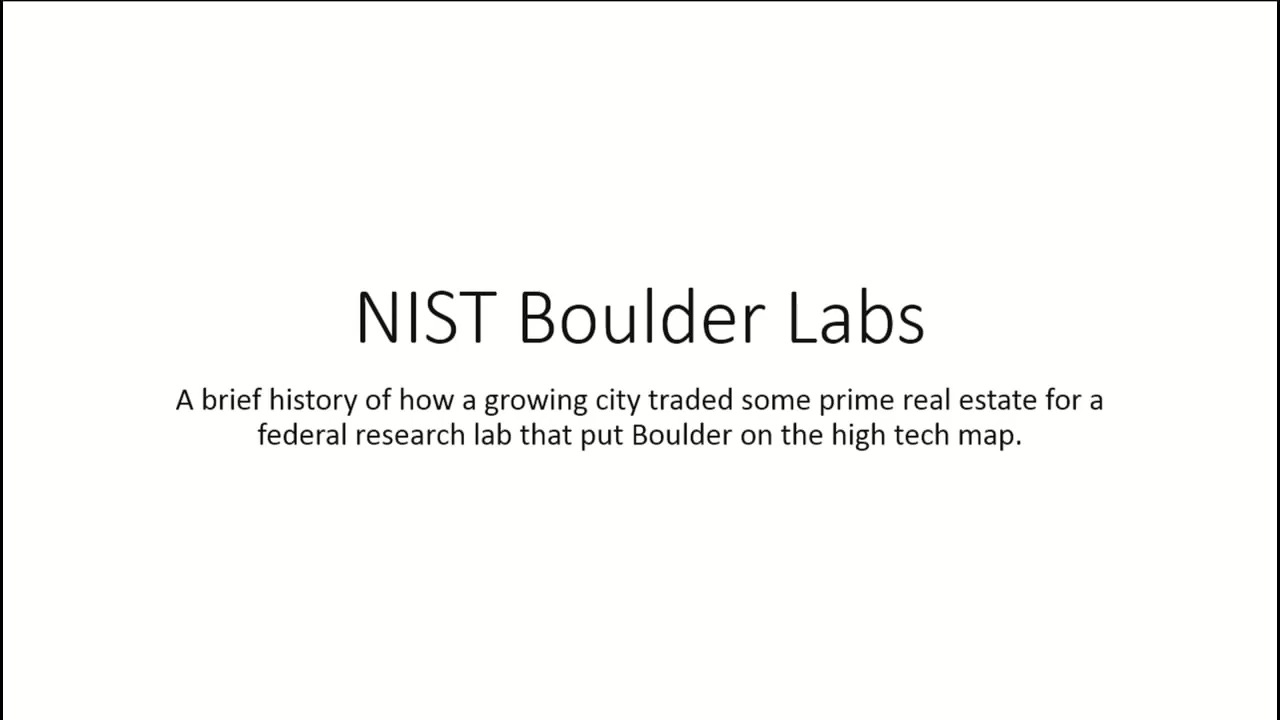 NIST Boulder Labs
A brief history of how a growing city traded some prime real estate for a
federal research lab that put Boulder on the high tech map.